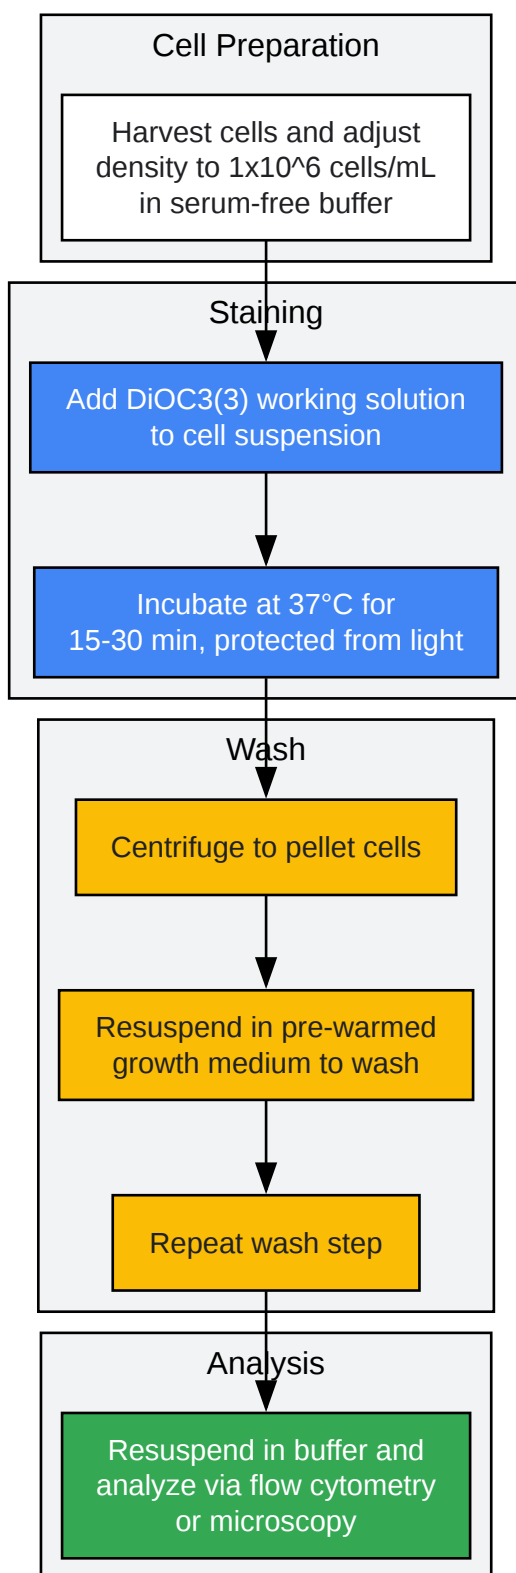 Cell Preparation
Harvest cells and adjust
density to 1x10^6 cells/mL
in serum-free buffer
Staining
Add DiOC3(3) working solution
to cell suspension
Incubate at 37°C for
15-30 min, protected from light
Wash
Centrifuge to pellet cells
Resuspend in pre-warmed
growth medium to wash
Repeat wash step
Analysis
Resuspend in buffer and
analyze via flow cytometry
or microscopy